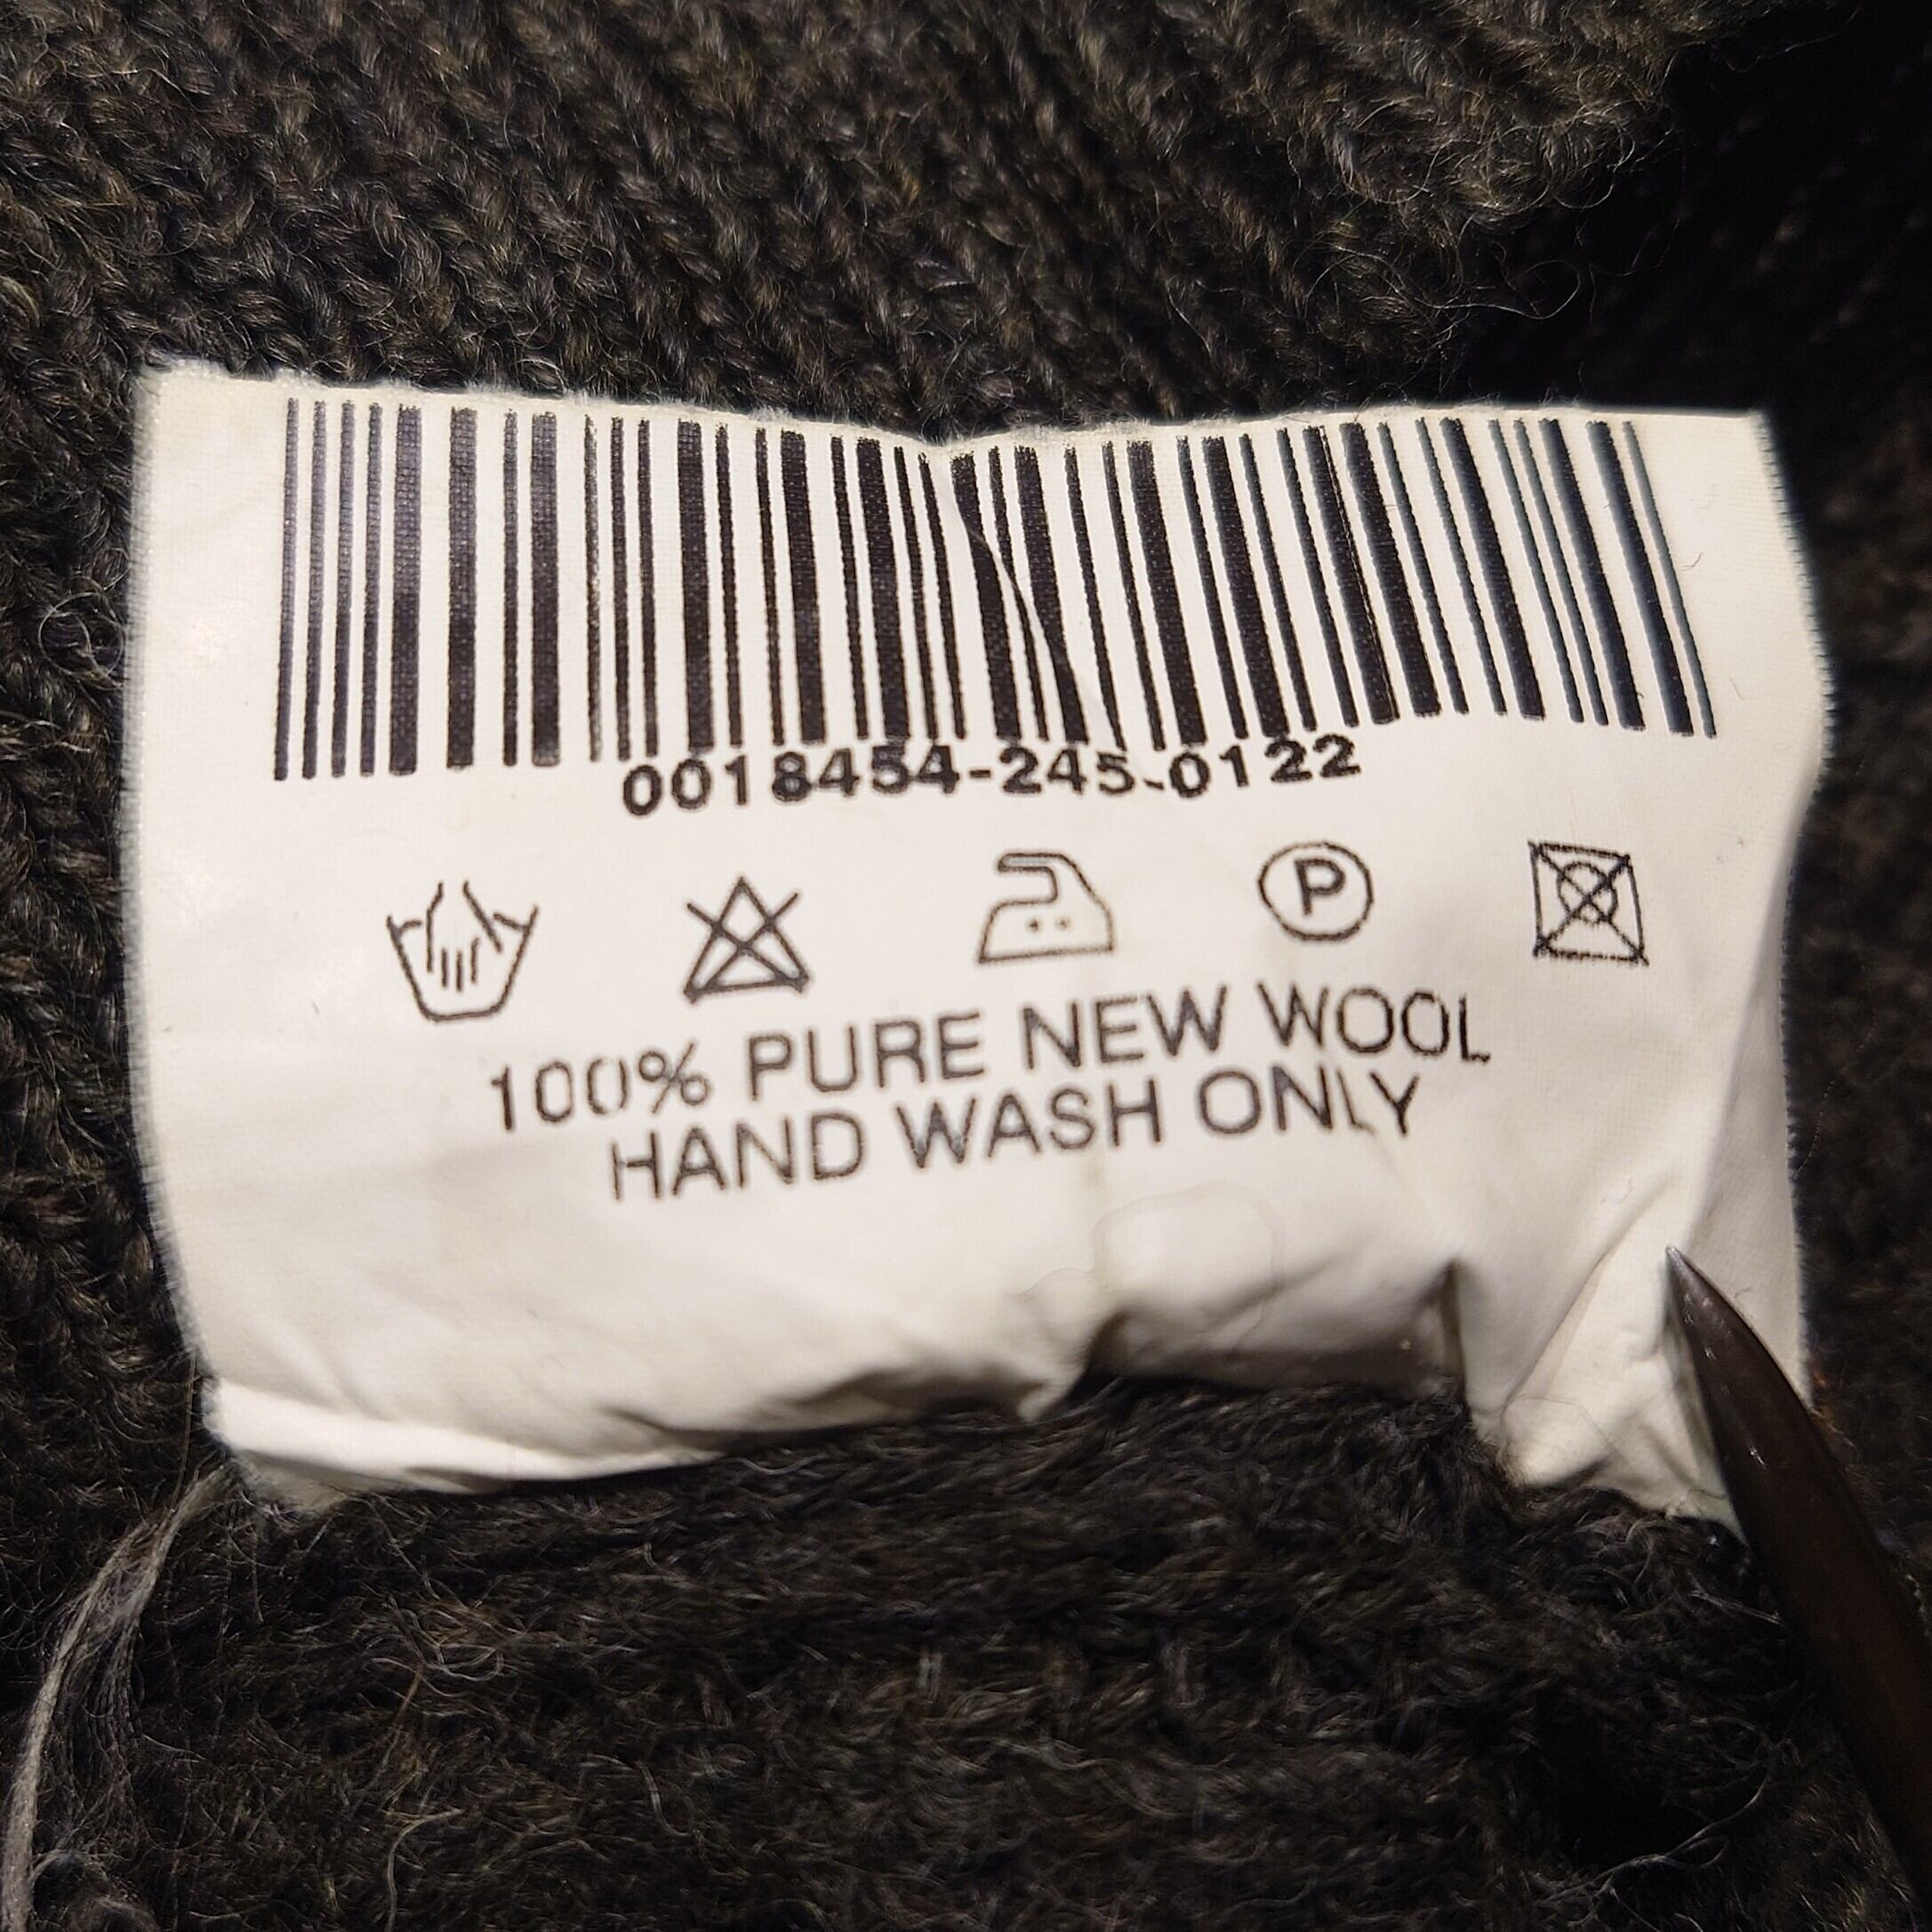 0018454-245-0122
P
100% PURE NEW WOOL
HAND WASH ONLY